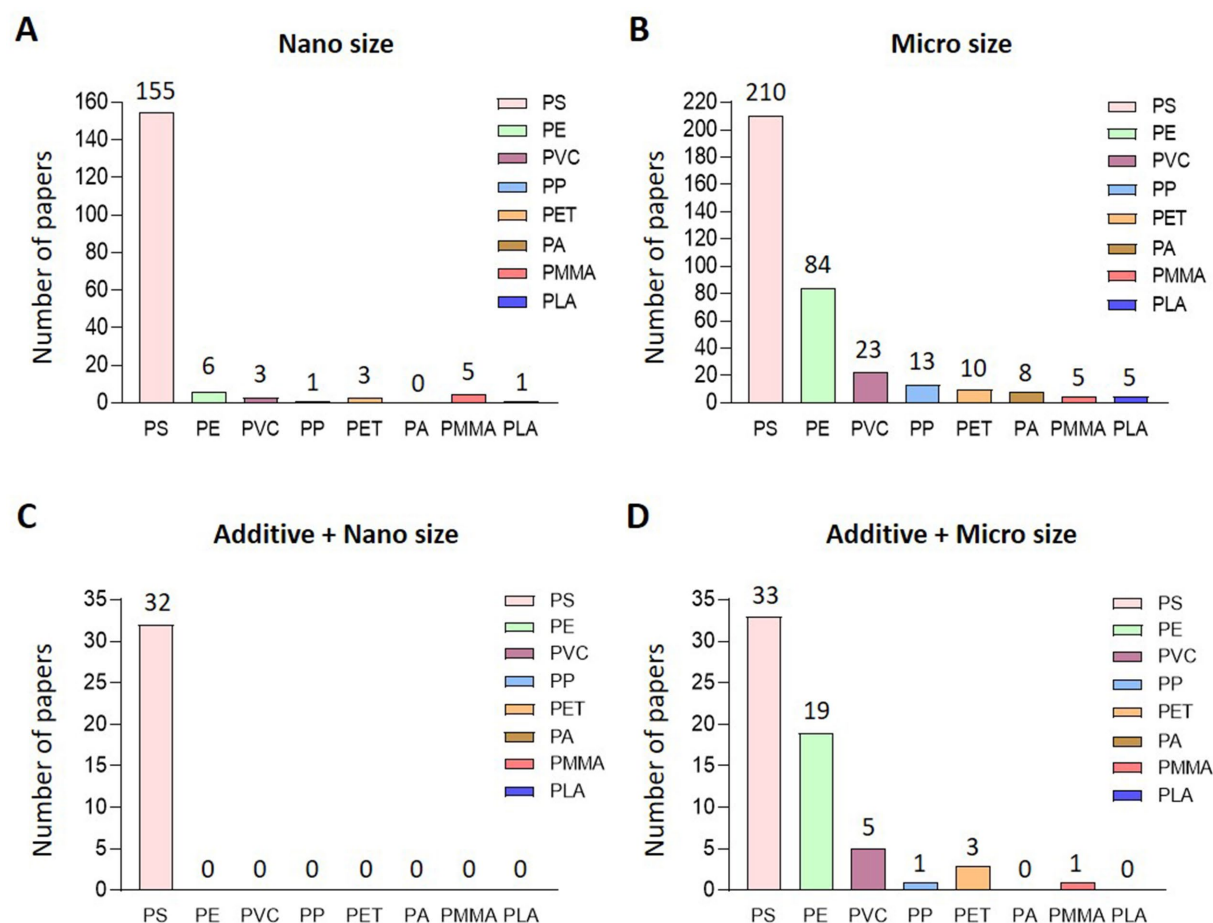 A
Nano size
155
6
3
1
3
0
5
1
Number of papers
160
140
120
100
80
60
40
20
0
PS
PE
PVC
PP
PET
PA
PMMA
PLA
PS PE PVC PP PET PA PMMA PLA
B
Micro size
210
84
23
13
10
8
5
5
Number of papers
220
200
180
160
140
120
100
80
60
40
20
0
PS
PE
PVC
PP
PET
PA
PMMA
PLA
PS PE PVC PP PET PA PMMA PLA
C
Additive + Nano size
32
0
0
0
0
0
0
0
Number of papers
35
30
25
20
15
10
5
0
PS
PE
PVC
PP
PET
PA
PMMA
PLA
PS PE PVC PP PET PA PMMA PLA
D
Additive + Micro size
33
19
5
1
3
0
1
0
Number of papers
35
30
25
20
15
10
5
0
PS
PE
PVC
PP
PET
PA
PMMA
PLA
PS PE PVC PP PET PA PMMA PLA